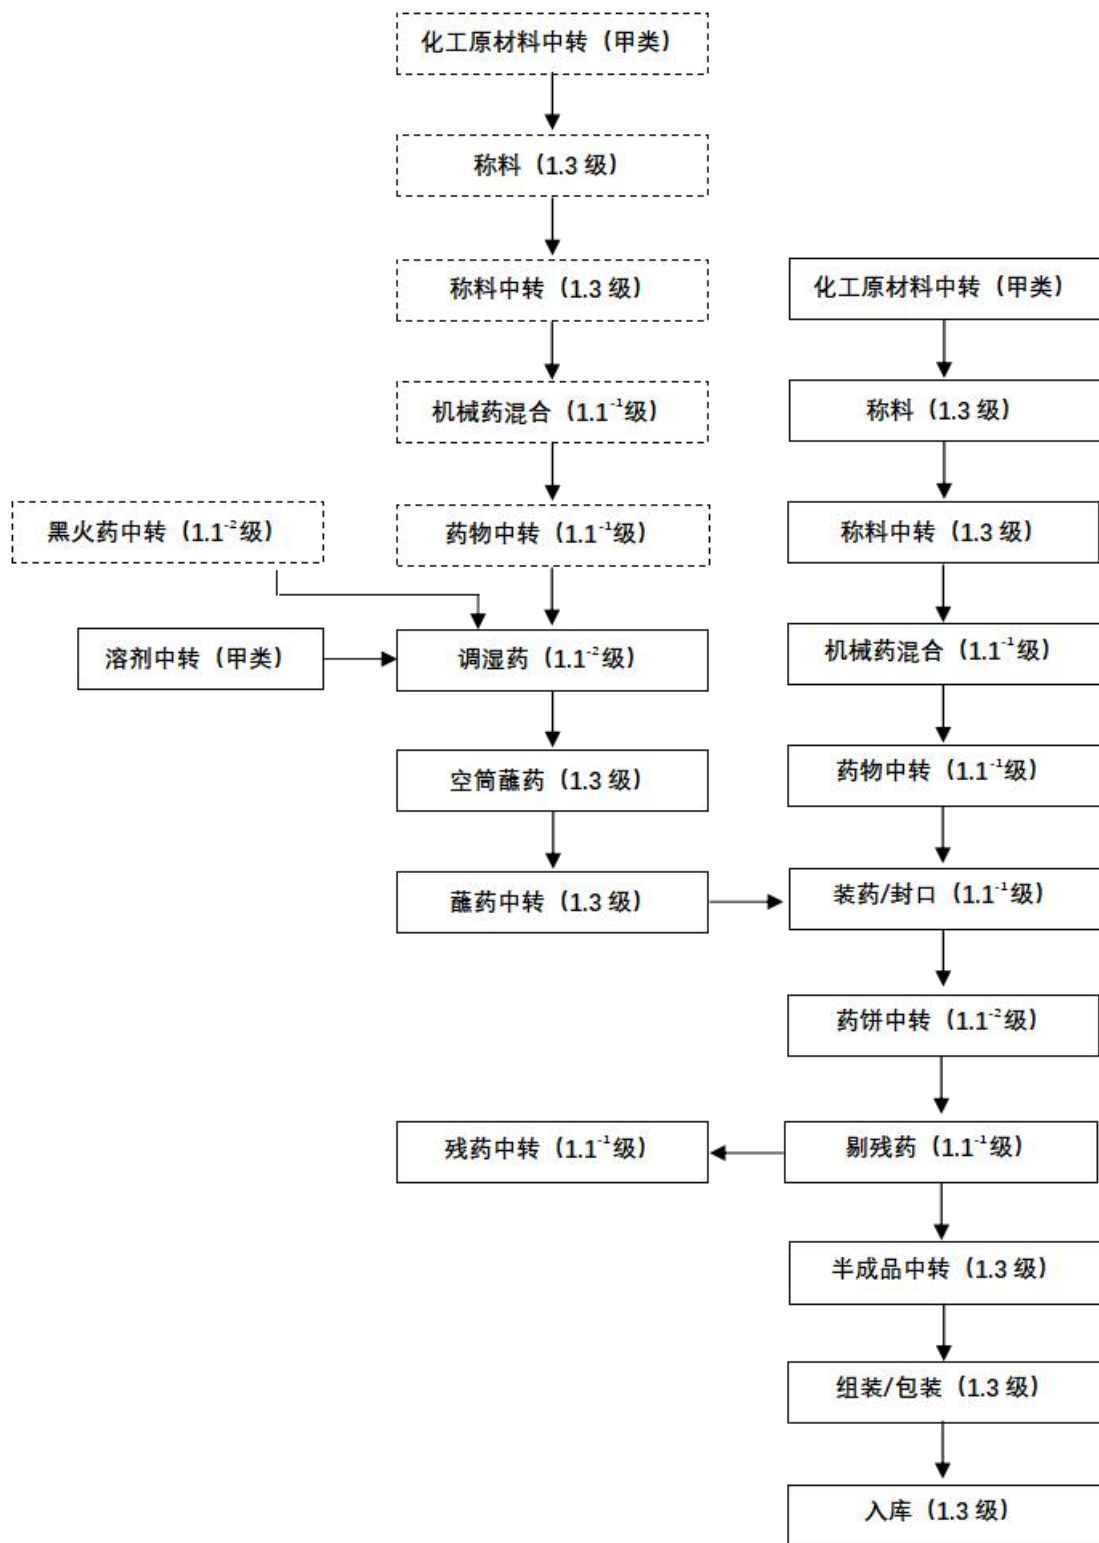 化工原材料中转（甲类）
称料（1.3 级）
称料中转（1.3 级）
化工原材料中转（甲类）
机械药混合（1.1⁻¹级）
称料（1.3 级）
黑火药中转（1.1⁻²级）
药物中转（1.1⁻¹级）
称料中转（1.3 级）
溶剂中转（甲类）
调湿药（1.1⁻²级）
机械药混合（1.1⁻¹级）
空筒蘸药（1.3 级）
药物中转（1.1⁻¹级）
蘸药中转（1.3 级）
装药/封口（1.1⁻¹级）
药饼中转（1.1⁻²级）
残药中转（1.1⁻¹级）
剔残药（1.1⁻¹级）
半成品中转（1.3 级）
组装/包装（1.3 级）
入库（1.3 级）